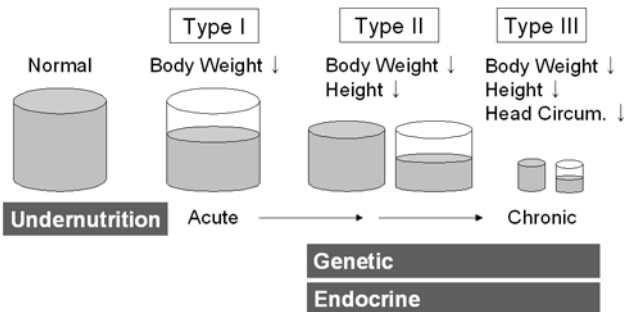 Type I
Type II
Type III
Normal
Body Weight ↓
Body Weight ↓
Height ↓
Body Weight ↓
Height ↓
Head Circum. ↓
Undernutrition
Acute
Chronic
Genetic
Endocrine